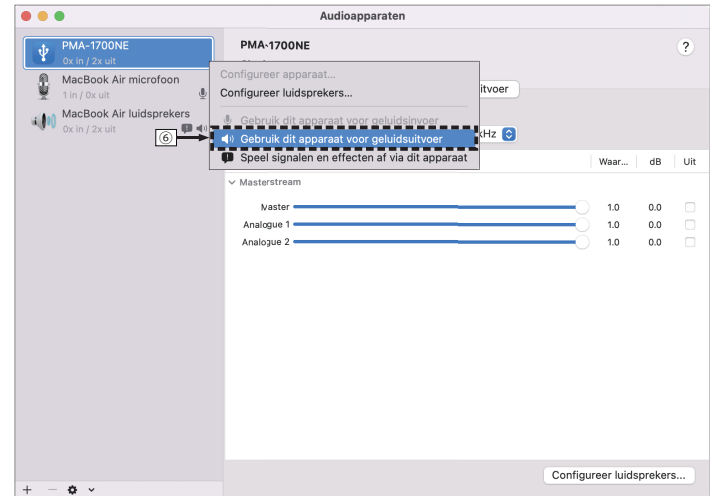 Audioapparaten
PMA-1700NE
0x in / 2x uit
MacBook Air microfoon
1 in / 0x uit
MacBook Air luidsprekers
0x in / 2x uit
⑥
PMA-1700NE
?
Configureer apparaat...
Configureer luidsprekers...
Gebruik dit apparaat voor geluidsinvoer
Gebruik dit apparaat voor geluidsuitvoer
Speel signalen en effecten af via dit apparaat
itvoer
kHz
Waar... dB Uit
Masterstream
Master 1.0 0.0
Analogue 1 1.0 0.0
Analogue 2 1.0 0.0
Configureer luidsprekers...
+ −